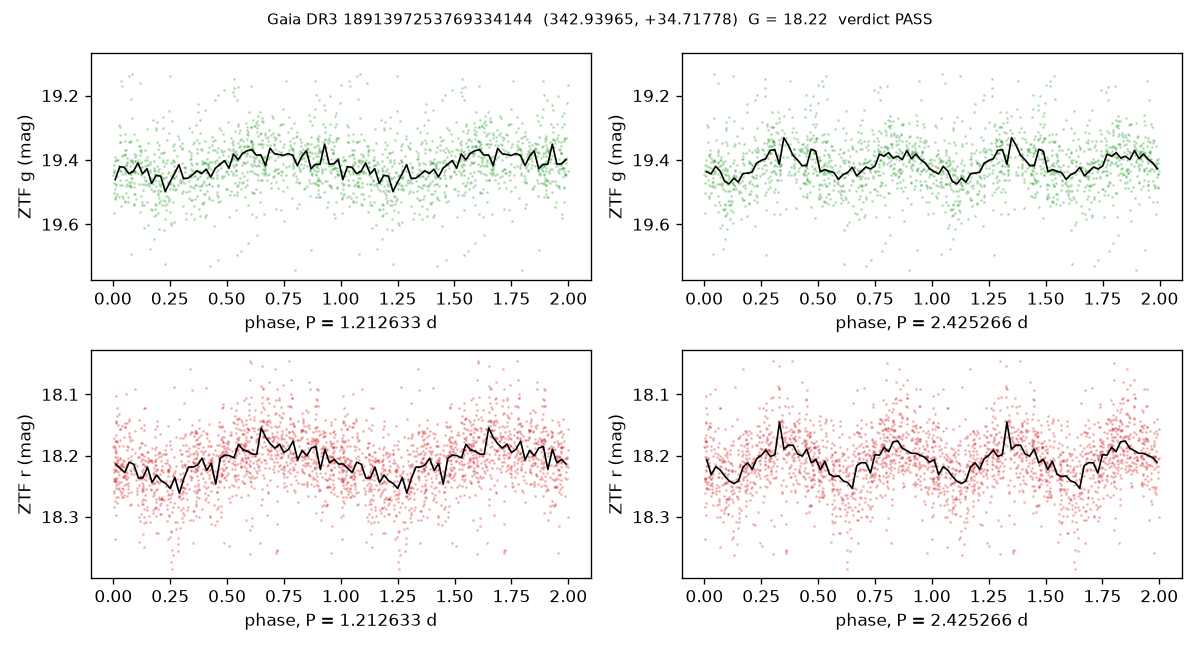 Gaia DR3 1891397253769334144 (342.93965, +34.71778) G = 18.22 verdict PASS
ZTF g (mag)
19.2
19.4
19.6
0.00 0.25 0.50 0.75 1.00 1.25 1.50 1.75 2.00
phase, P = 1.212633 d
ZTF g (mag)
19.2
19.4
19.6
0.00 0.25 0.50 0.75 1.00 1.25 1.50 1.75 2.00
phase, P = 2.425266 d
ZTF r (mag)
18.1
18.2
18.3
0.00 0.25 0.50 0.75 1.00 1.25 1.50 1.75 2.00
phase, P = 1.212633 d
ZTF r (mag)
18.1
18.2
18.3
0.00 0.25 0.50 0.75 1.00 1.25 1.50 1.75 2.00
phase, P = 2.425266 d